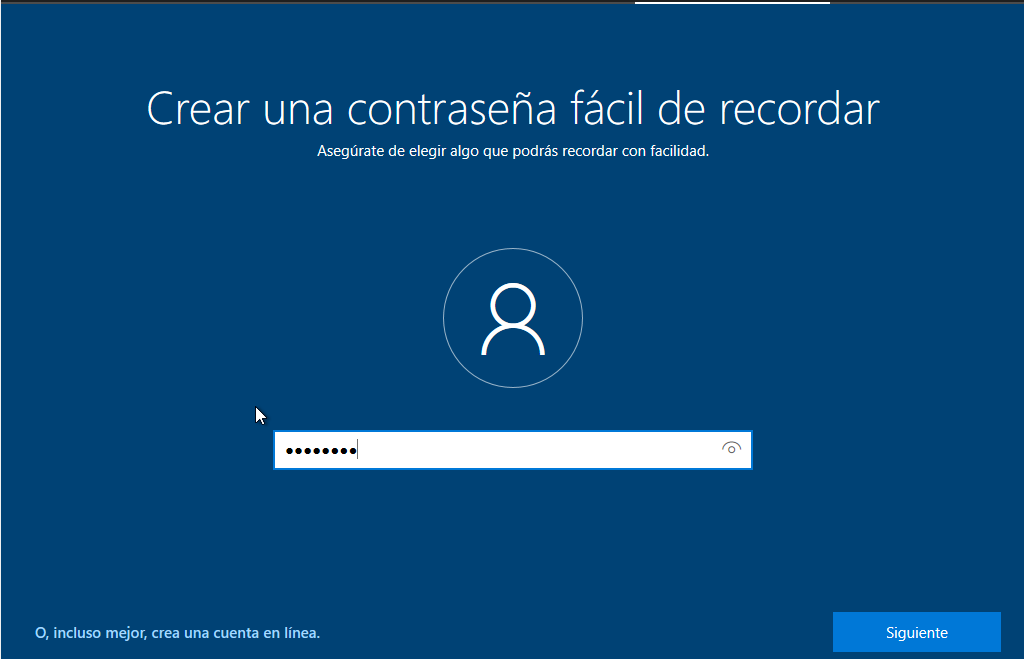 Crear una contraseña fácil de recordar
Asegúrate de elegir algo que podrás recordar con facilidad.
O, incluso mejor, crea una cuenta en línea.
Siguiente